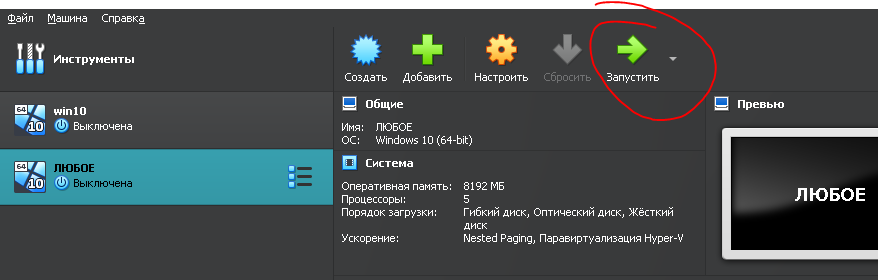 Файл Машина Справка
Инструменты
Создать Добавить Настроить Сбросить Запустить
64
10
win10
Выключена
64
10
ЛЮБОЕ
Выключена
Общие
Имя: ЛЮБОЕ
ОС: Windows 10 (64-bit)
Система
Оперативная память: 8192 МБ
Процессоры: 5
Порядок загрузки: Гибкий диск, Оптический диск, Жёсткий
диск
Ускорение: Nested Paging, Паравиртуализация Hyper-V
Превью
ЛЮБОЕ